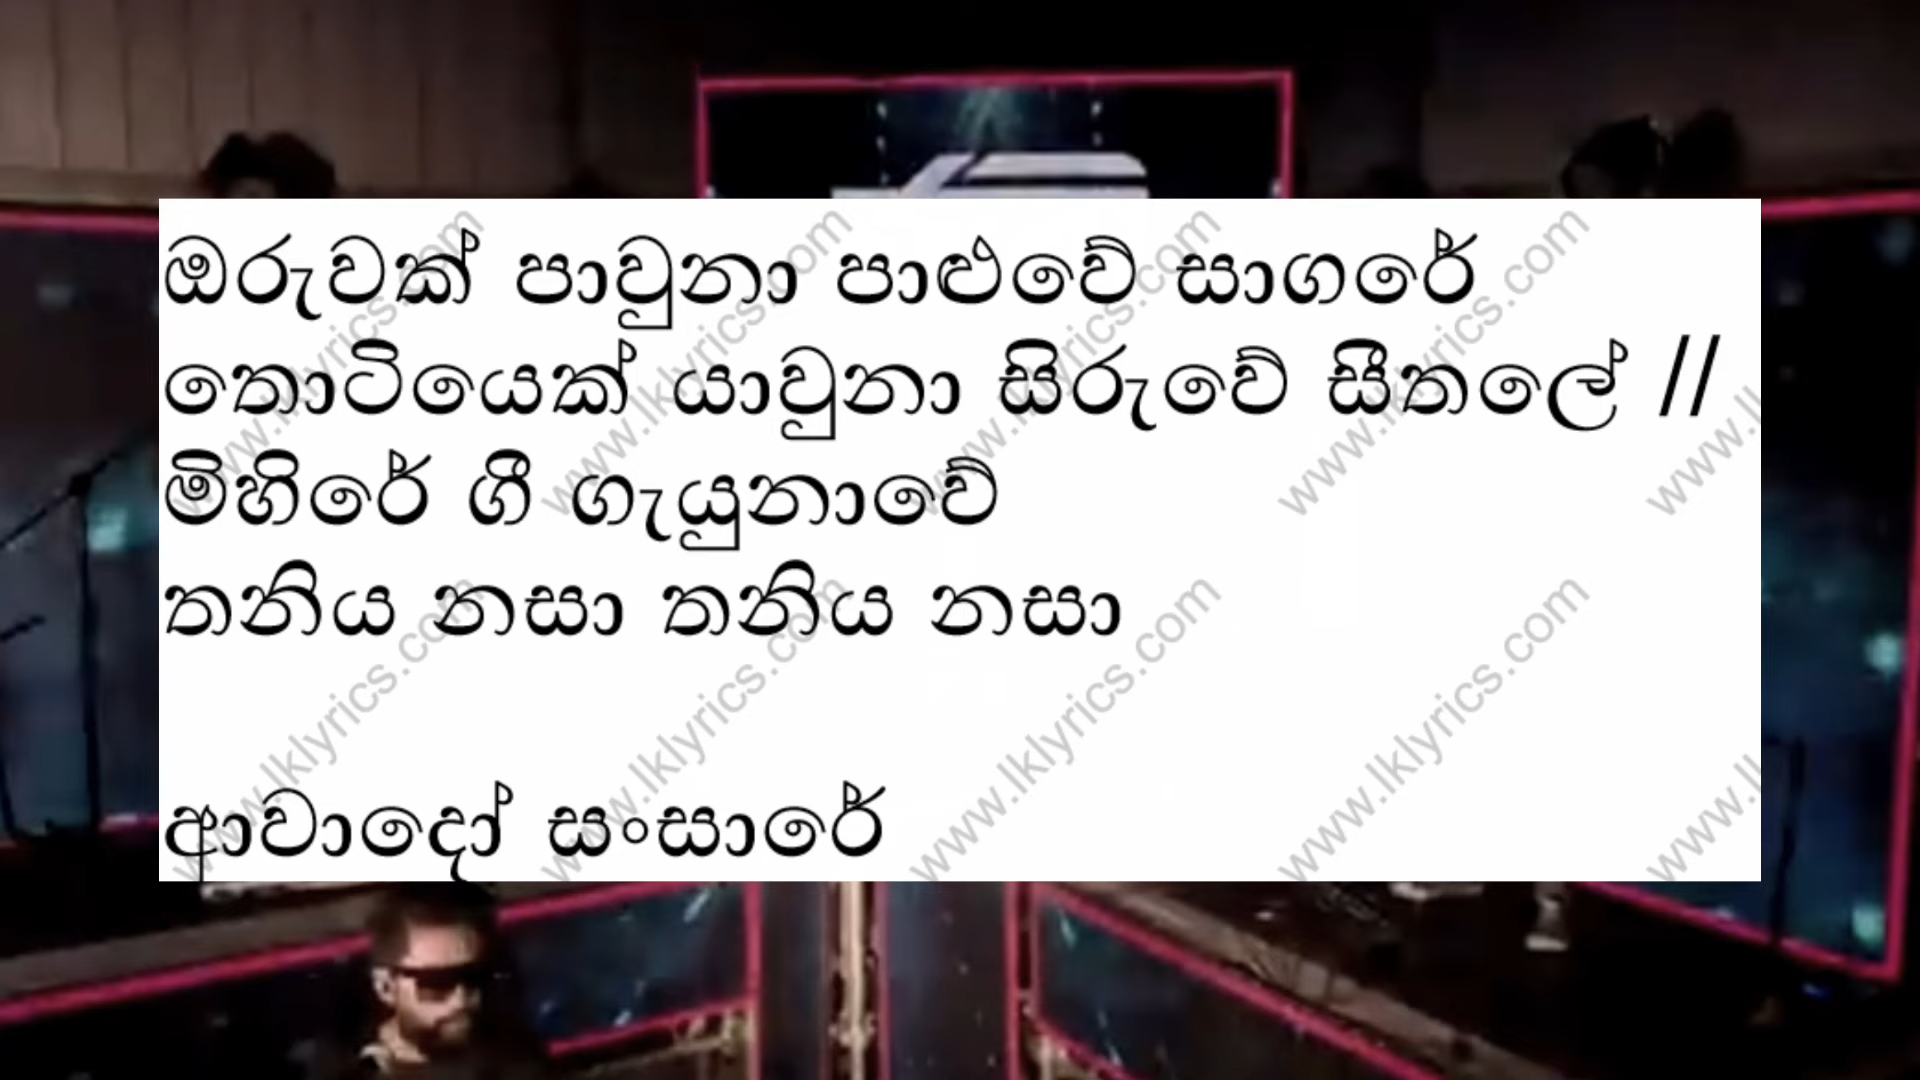 ඔරුවක් පාවුනා පාළුවේ සාගරේ
තොටියෙක් යාවුනා සිරුවේ සීතලේ //
මිහිරේ ගී ගැයුනාවේ
තනිය නසා තනිය නසා
ආවාදෝ සංසාරේ
www.lklyrics.com